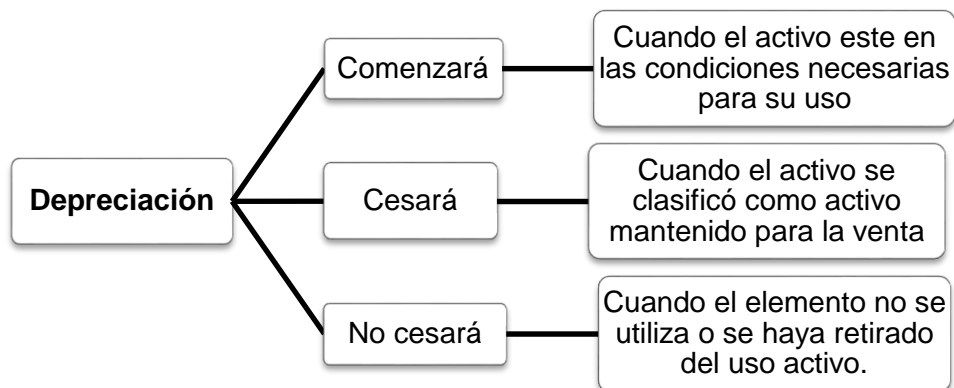 Depreciación
Comenzará
Cuando el activo este en
las condiciones necesarias
para su uso
Cesará
Cuando el activo se
clasificó como activo
mantenido para la venta
No cesará
Cuando el elemento no se
utiliza o se haya retirado
del uso activo.